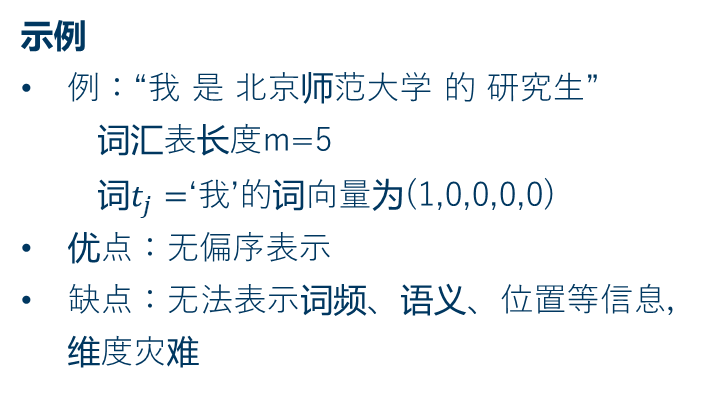 示例
• 例：“我 是 北京师范大学 的 研究生”
词汇表长度m=5
词tⱼ =‘我’的词向量为(1,0,0,0,0)
• 优点：无偏序表示
• 缺点：无法表示词频、语义、位置等信息,
维度灾难